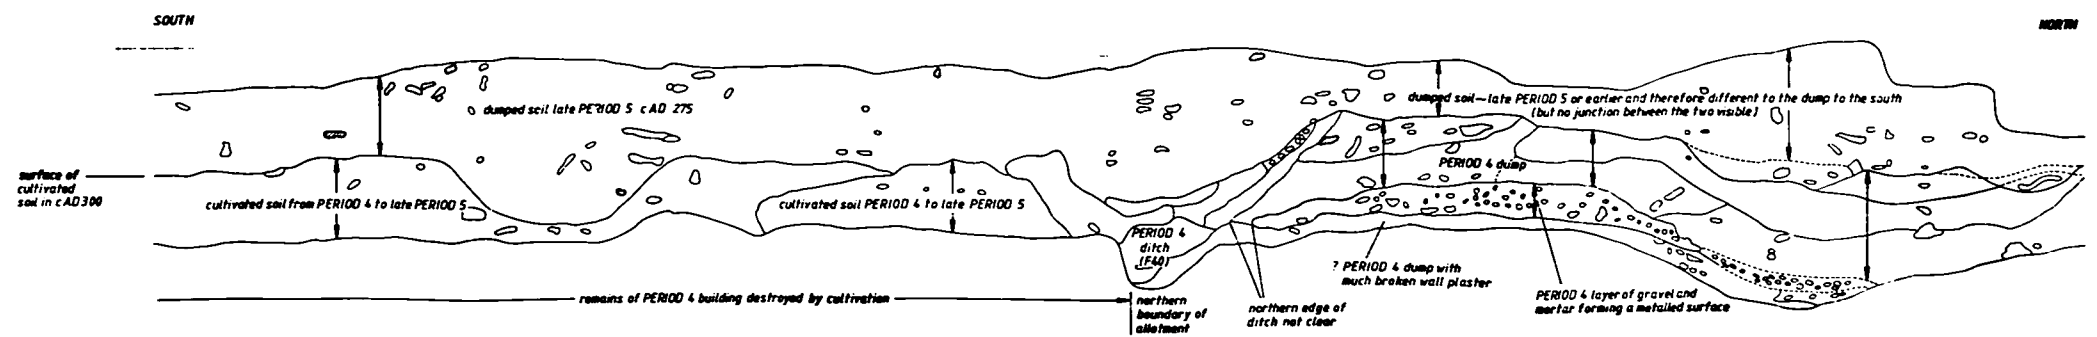 SOUTH
NORTH
dumped soil late PERIOD 5 cAD 275
dumped soil—late PERIOD 5 or earlier and therefore different to the dump to the south
(but no junction between the two visible)
PERIOD 4 dump
surface of
cultivated
soil in cAD300
cultivated soil from PERIOD 4 to late PERIOD 5
cultivated soil PERIOD 4 to late PERIOD 5
PERIOD 4
ditch
(F40)
? PERIOD 4 dump with
much broken wall plaster
PERIOD 4 layer of gravel and
mortar forming a metalled surface
remains of PERIOD 4 building destroyed by cultivation
northern
boundary of
allotment
northern edge of
ditch not clear